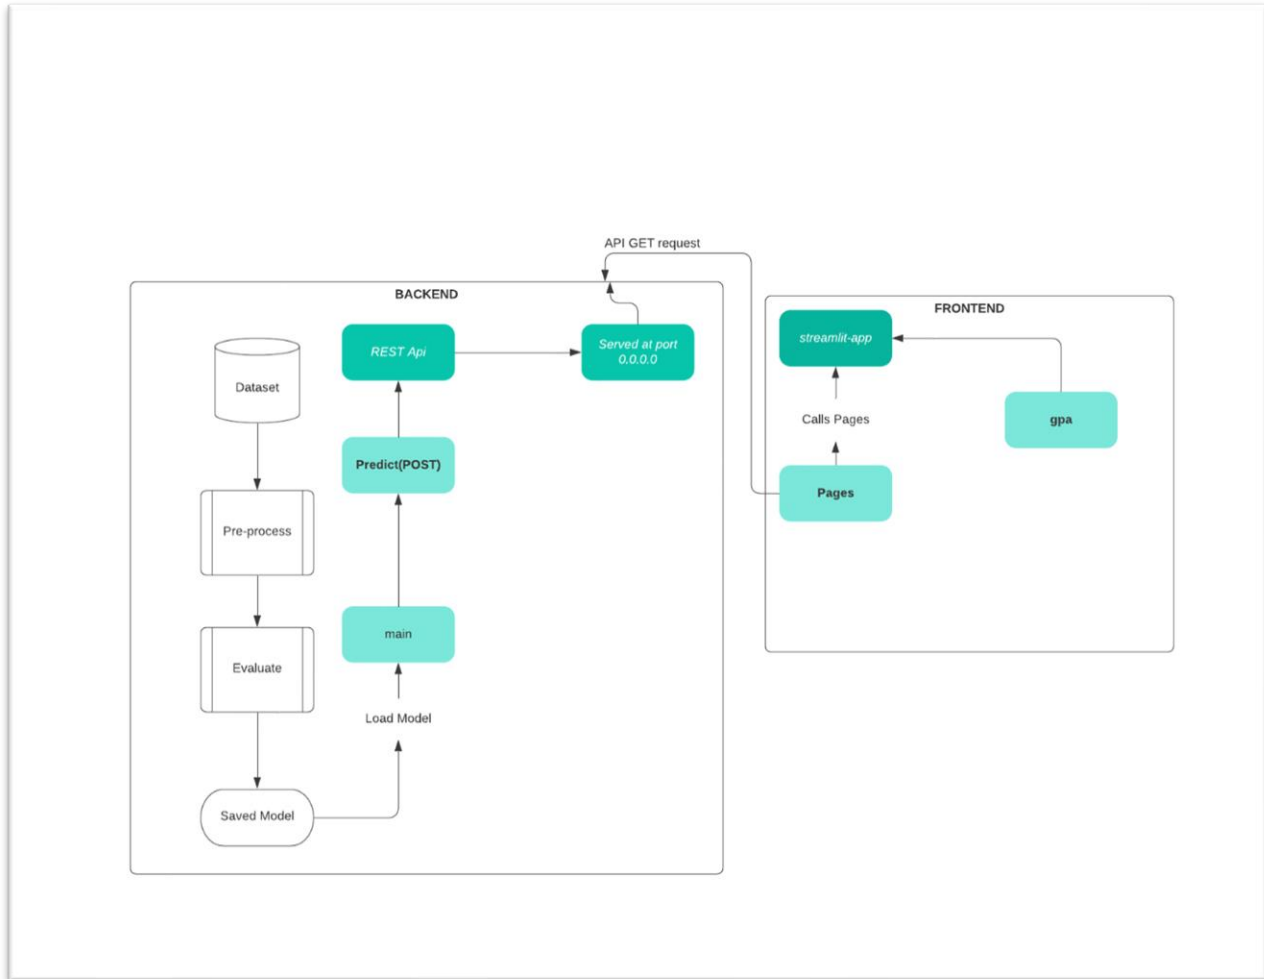 API GET request
BACKEND
Dataset
Pre-process
Evaluate
Saved Model
Load Model
main
Predict(POST)
REST Api
Served at port
0.0.0.0
FRONTEND
streamlit-app
Calls Pages
Pages
gpa